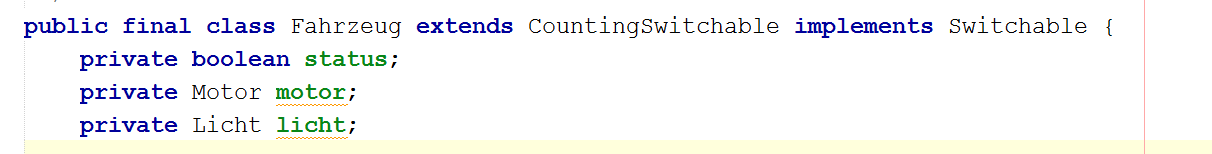 public final class Fahrzeug extends CountingSwitchable implements Switchable {
private boolean status;
private Motor motor;
private Licht licht;